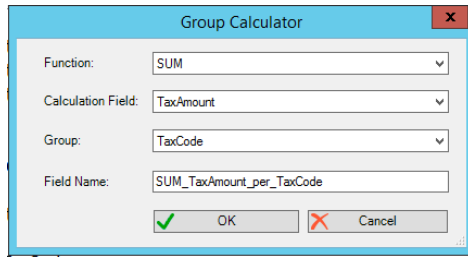 Group Calculator
x
Function: SUM
Calculation Field: TaxAmount
Group: TaxCode
Field Name: SUM_TaxAmount_per_TaxCode
OK Cancel